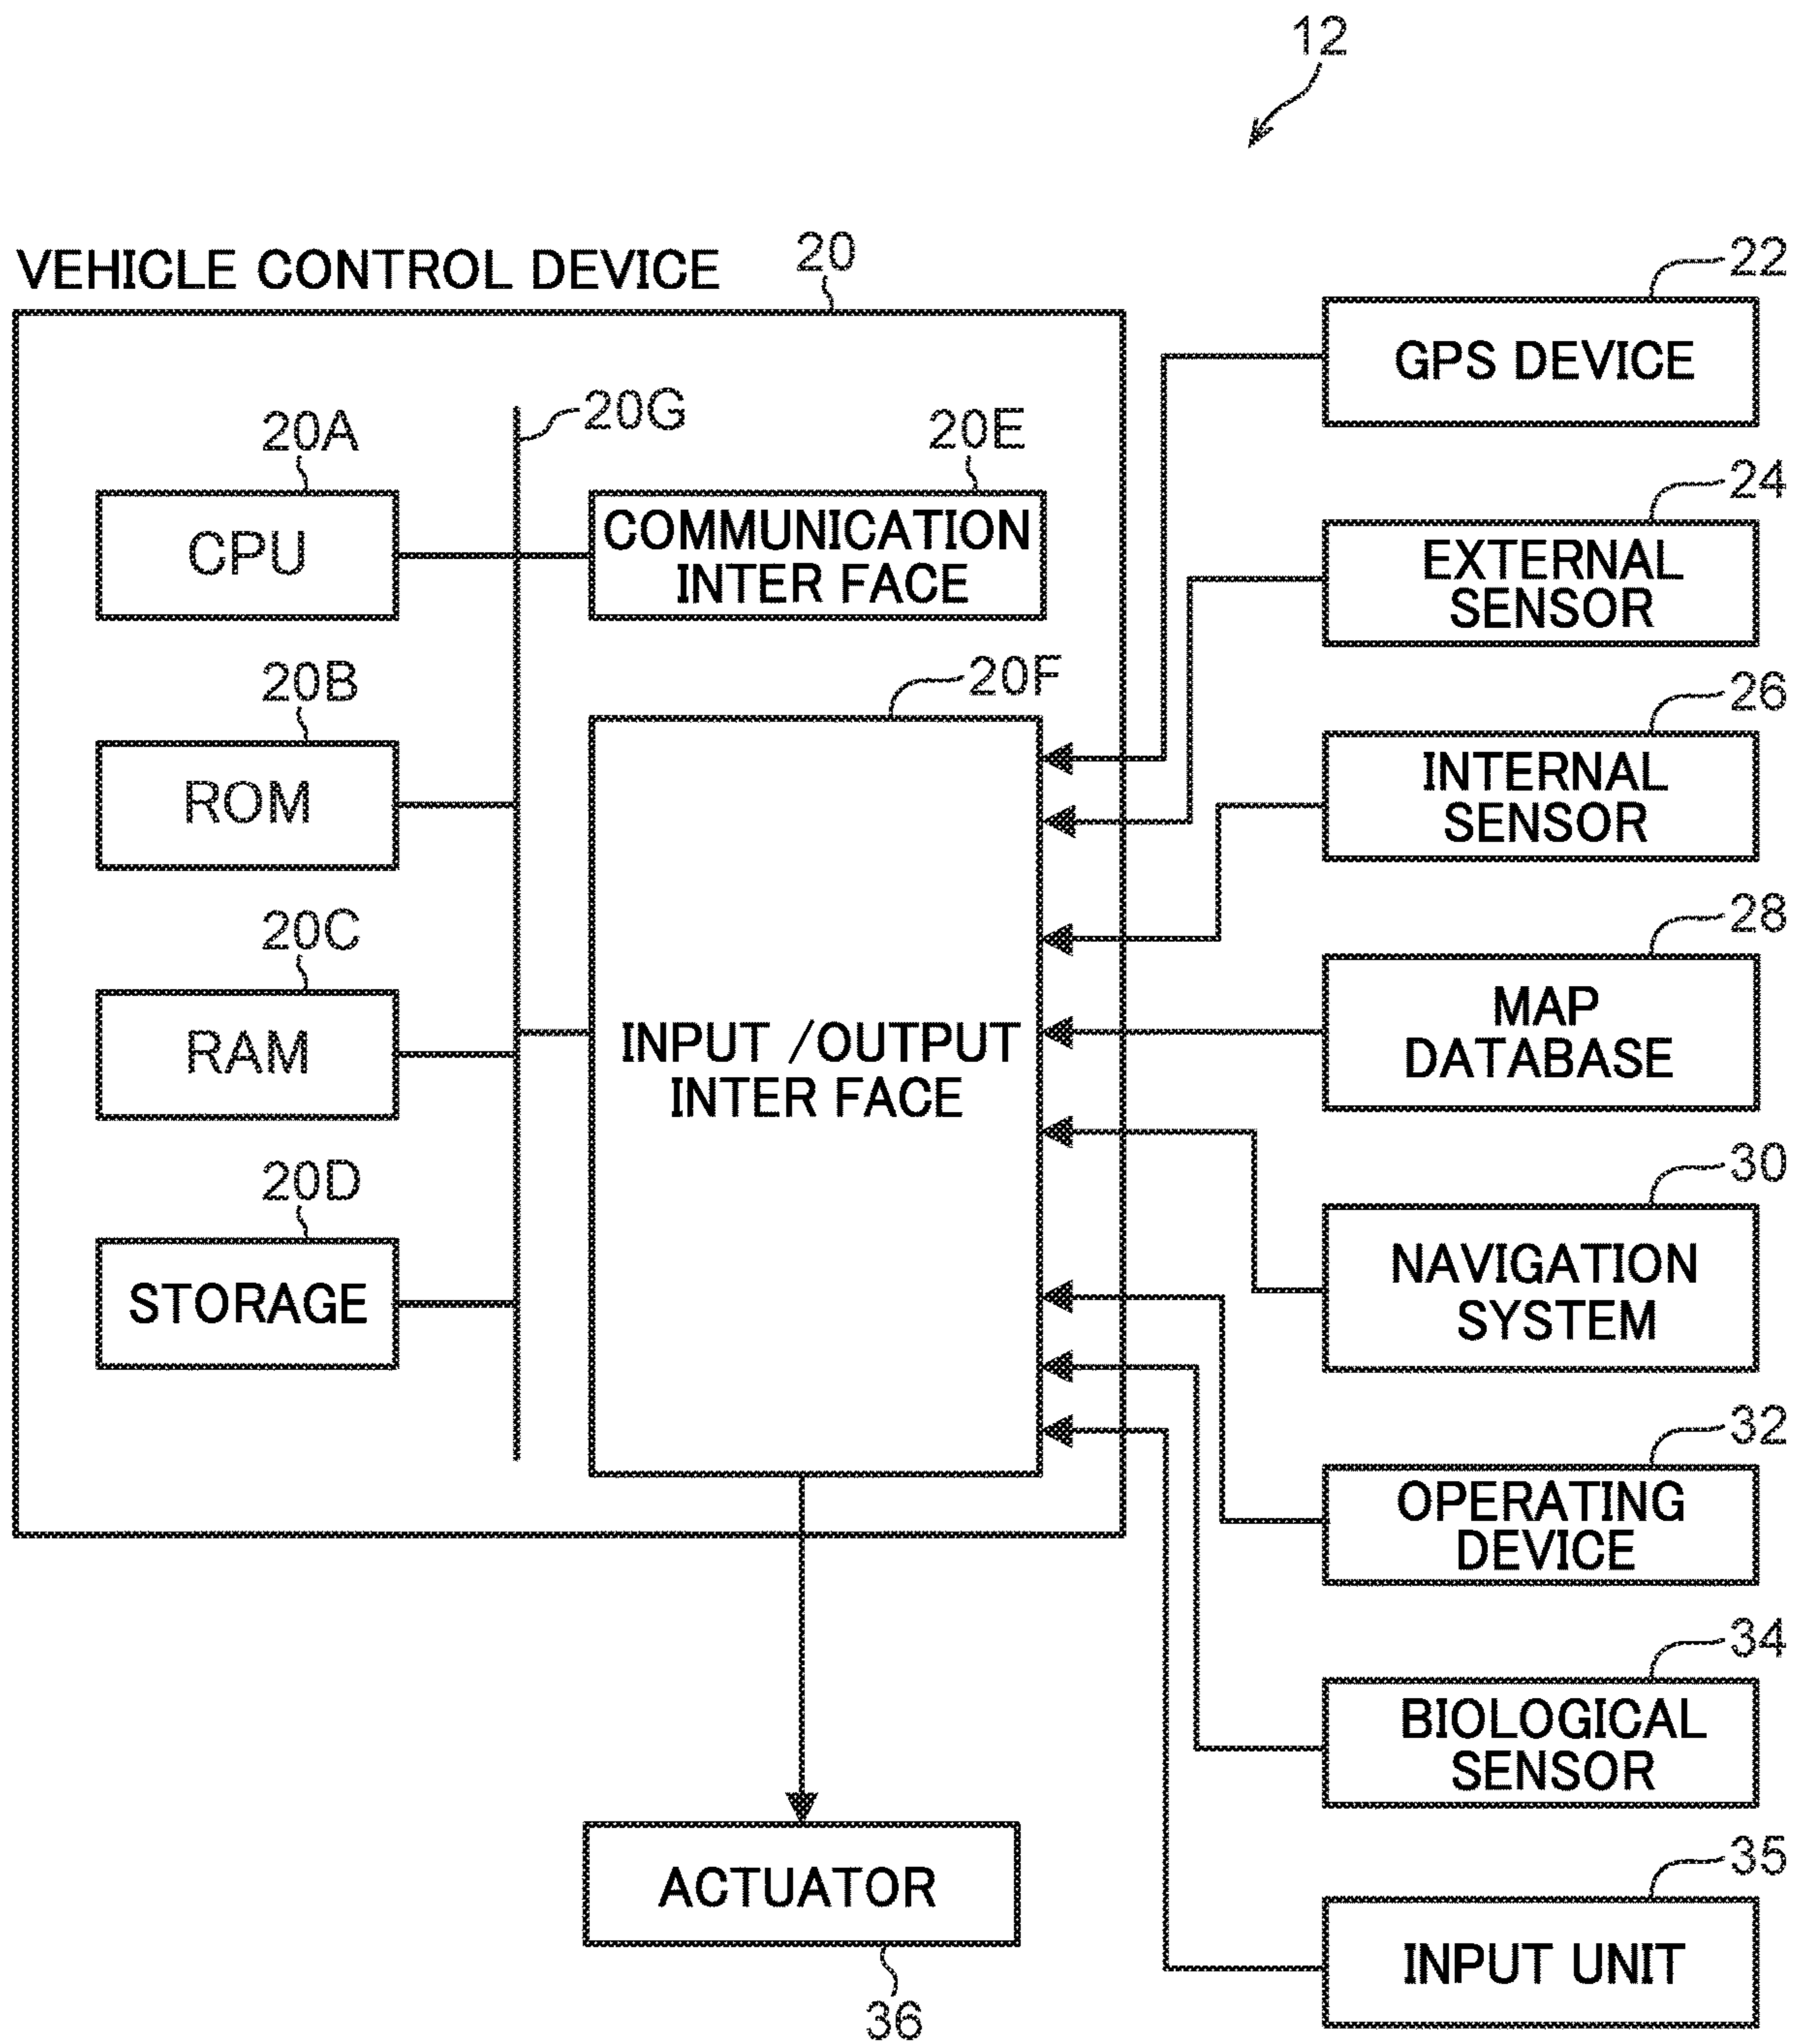 12
VEHICLE CONTROL DEVICE
20
22
GPS DEVICE
20A
20G
20E
CPU
COMMUNICATION
INTER FACE
24
EXTERNAL
SENSOR
20B
20F
ROM
26
INTERNAL
SENSOR
20C
RAM
INPUT /OUTPUT
INTER FACE
28
MAP
DATABASE
20D
STORAGE
30
NAVIGATION
SYSTEM
32
OPERATING
DEVICE
34
BIOLOGICAL
SENSOR
ACTUATOR
36
35
INPUT UNIT